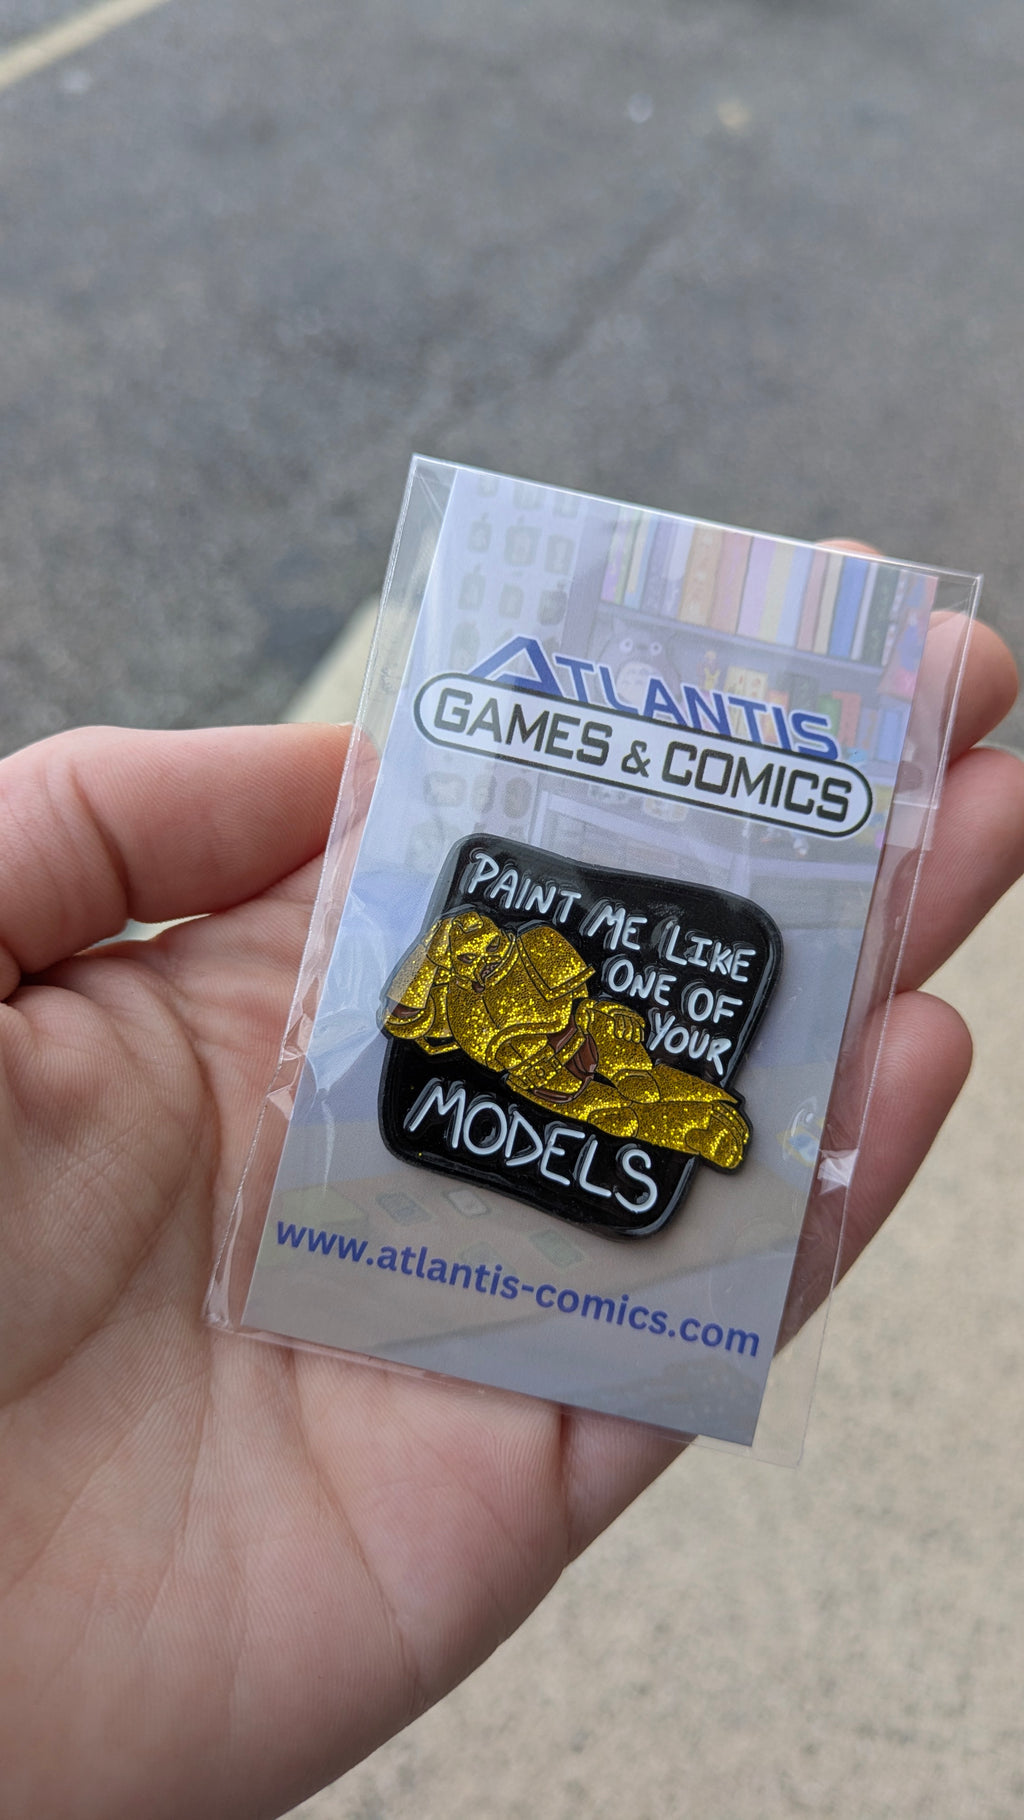 ATLANTIS
GAMES & COMICS
PAINT ME LIKE
ONE OF
YOUR
MODELS
www.atlantis-comics.com